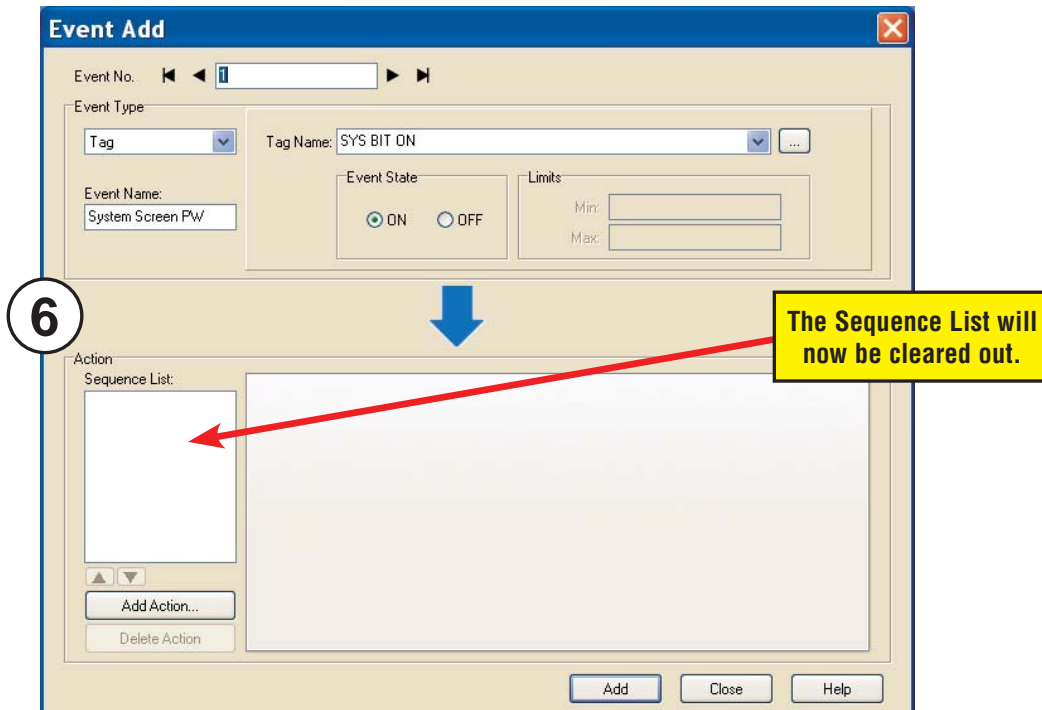 Event Add
Event No. 1
Event Type
Tag
Tag Name: SYS BIT ON ...
Event Name:
System Screen PW
Event State
ON OFF
Limits
Min:
Max:
6
The Sequence List will
now be cleared out.
Action
Sequence List:
Add Action...
Delete Action
Add Close Help